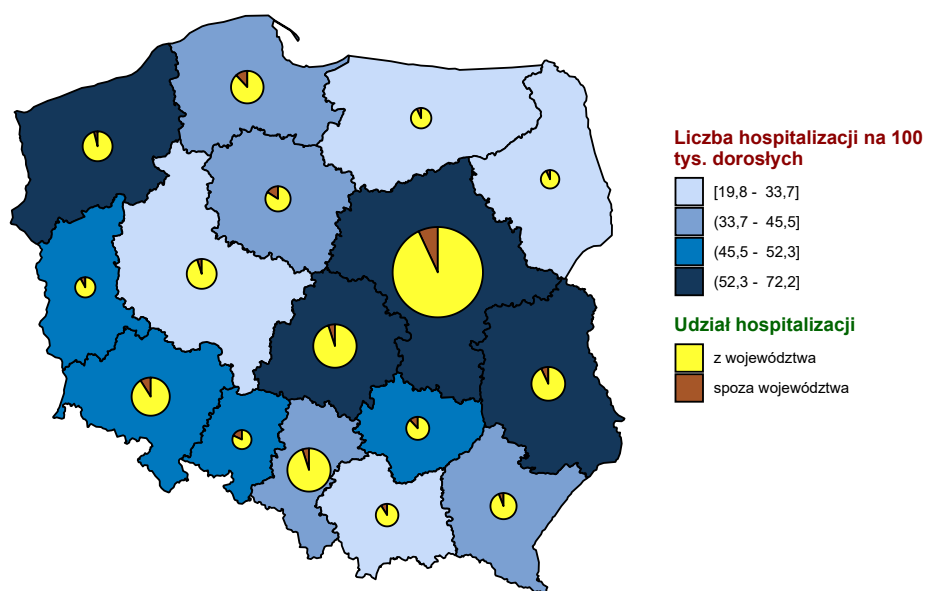 Liczba hospitalizacji na 100
tys. dorosłych
[19,8 - 33,7]
(33,7 - 45,5]
(45,5 - 52,3]
(52,3 - 72,2]
Udział hospitalizacji
z województwa
spoza województwa